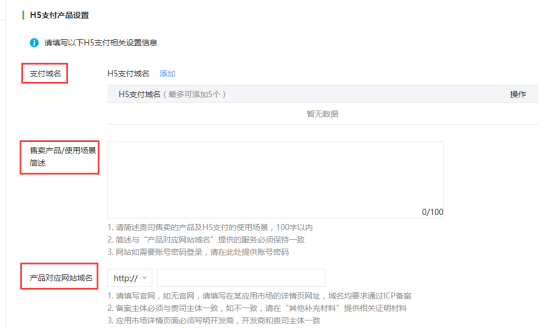 H5支付产品设置
请填写以下H5支付相关设置信息
支付域名 H5支付域名 添加
H5支付域名（最多可添加5个） 操作
暂无数据
售卖产品/使用场景
简述
0/100
1. 请简述贵司售卖的产品及H5支付的使用场景，100字以内
2. 简述与“产品对应网站域名”提供的服务必须保持一致
3. 网站如需要账号密码登录，请在此处提供账号密码
产品对应网站域名 http://
1. 请填写官网，如无官网，请填写在某应用市场的详情页网址，域名均要求通过ICP备案
2. 备案主体必须与贵司主体一致，如不一致，请在“其他补充材料”提供相关证明材料
3. 应用市场详情页面必须写明开发商，开发商和贵司主体一致